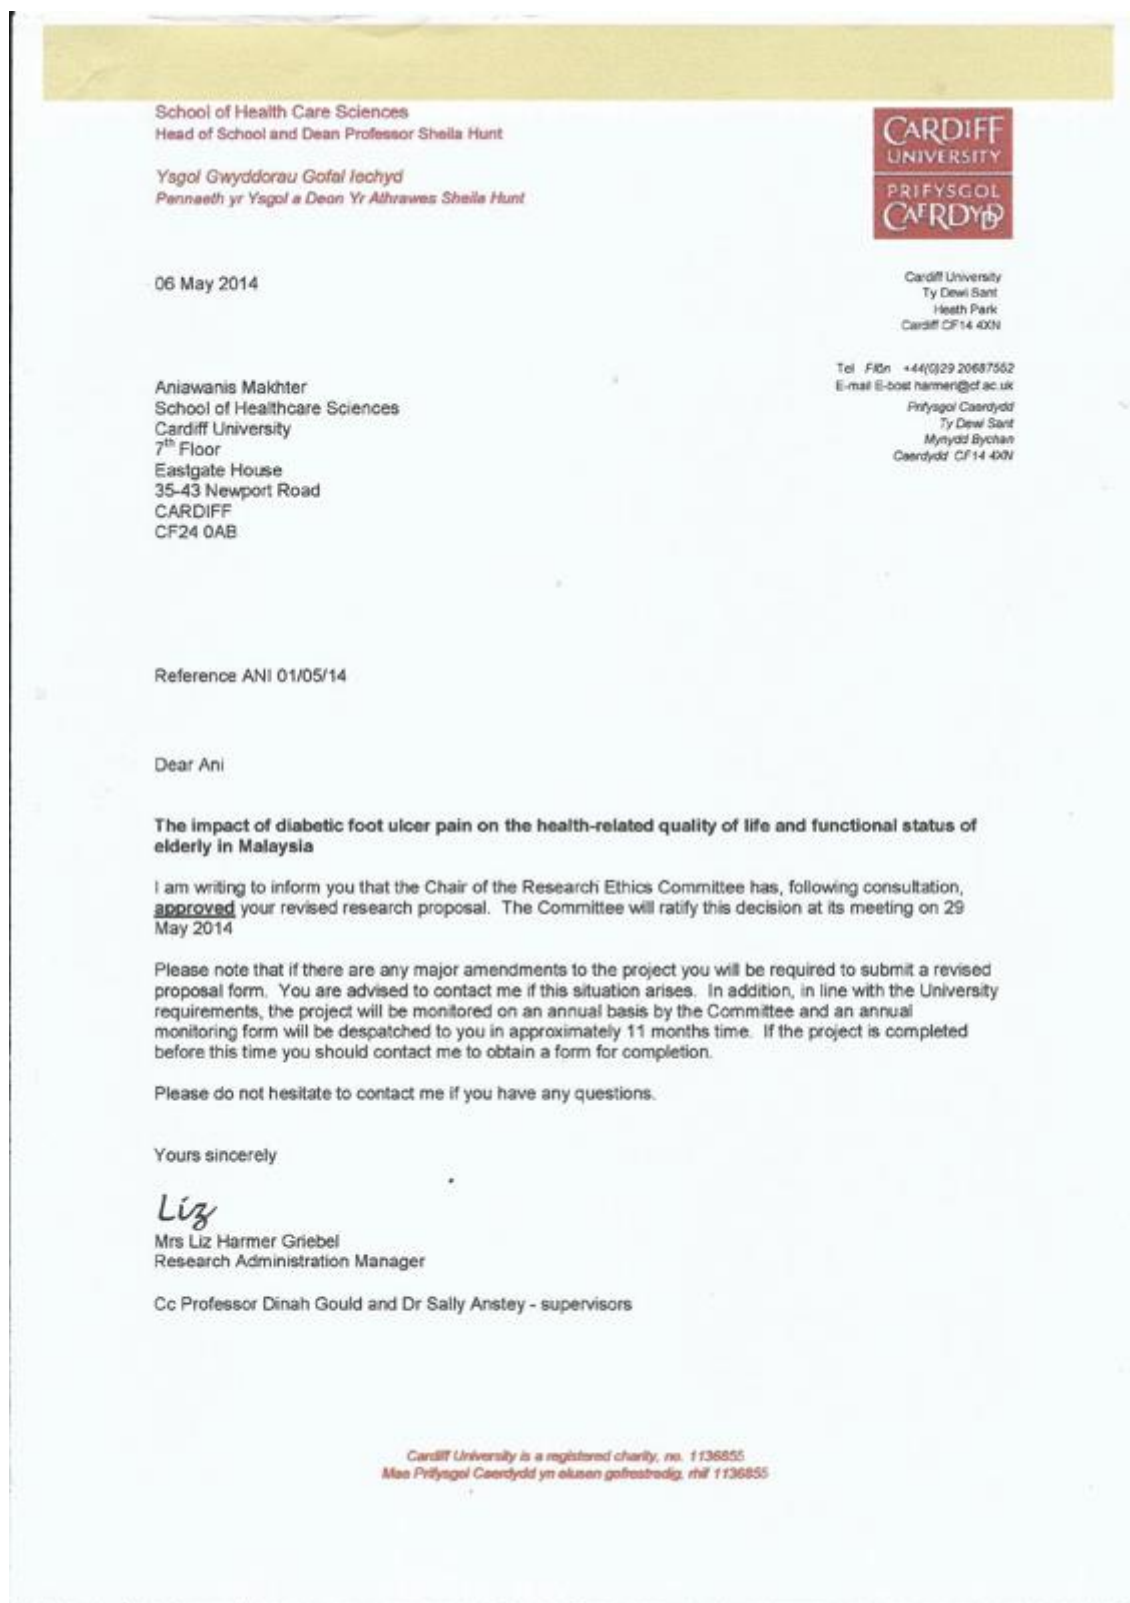 School of Health Care Sciences
Head of School and Dean Professor Sheila Hunt
Ysgol Gwyddorau Gofal Iechyd
Pennaeth yr Ysgol a Deon Yr Athrawes Sheila Hunt
CARDIFF
UNIVERSITY
PRIFYSGOL
CAERDYDD
06 May 2014
Cardiff University
Ty Dewi Sant
Heath Park
Cardiff CF14 4XN
Tel Ffôn +44(0)29 20687552
E-mail E-bost harmerl@cf.ac.uk
Prifysgol Caerdydd
Ty Dewi Sant
Mynydd Bychan
Caerdydd CF14 4XN
Aniawanis Makhter
School of Healthcare Sciences
Cardiff University
7th Floor
Eastgate House
35-43 Newport Road
CARDIFF
CF24 0AB
Reference ANI 01/05/14
Dear Ani
The impact of diabetic foot ulcer pain on the health-related quality of life and functional status of
elderly in Malaysia
I am writing to inform you that the Chair of the Research Ethics Committee has, following consultation,
approved your revised research proposal. The Committee will ratify this decision at its meeting on 29
May 2014
Please note that if there are any major amendments to the project you will be required to submit a revised
proposal form. You are advised to contact me if this situation arises. In addition, in line with the University
requirements, the project will be monitored on an annual basis by the Committee and an annual
monitoring form will be despatched to you in approximately 11 months time. If the project is completed
before this time you should contact me to obtain a form for completion.
Please do not hesitate to contact me if you have any questions.
Yours sincerely
Liz
Mrs Liz Harmer Griebel
Research Administration Manager
Cc Professor Dinah Gould and Dr Sally Anstey - supervisors
Cardiff University is a registered charity, no. 1136855
Mae Prifysgol Caerdydd yn elusen gofrestredig, rhif 1136855